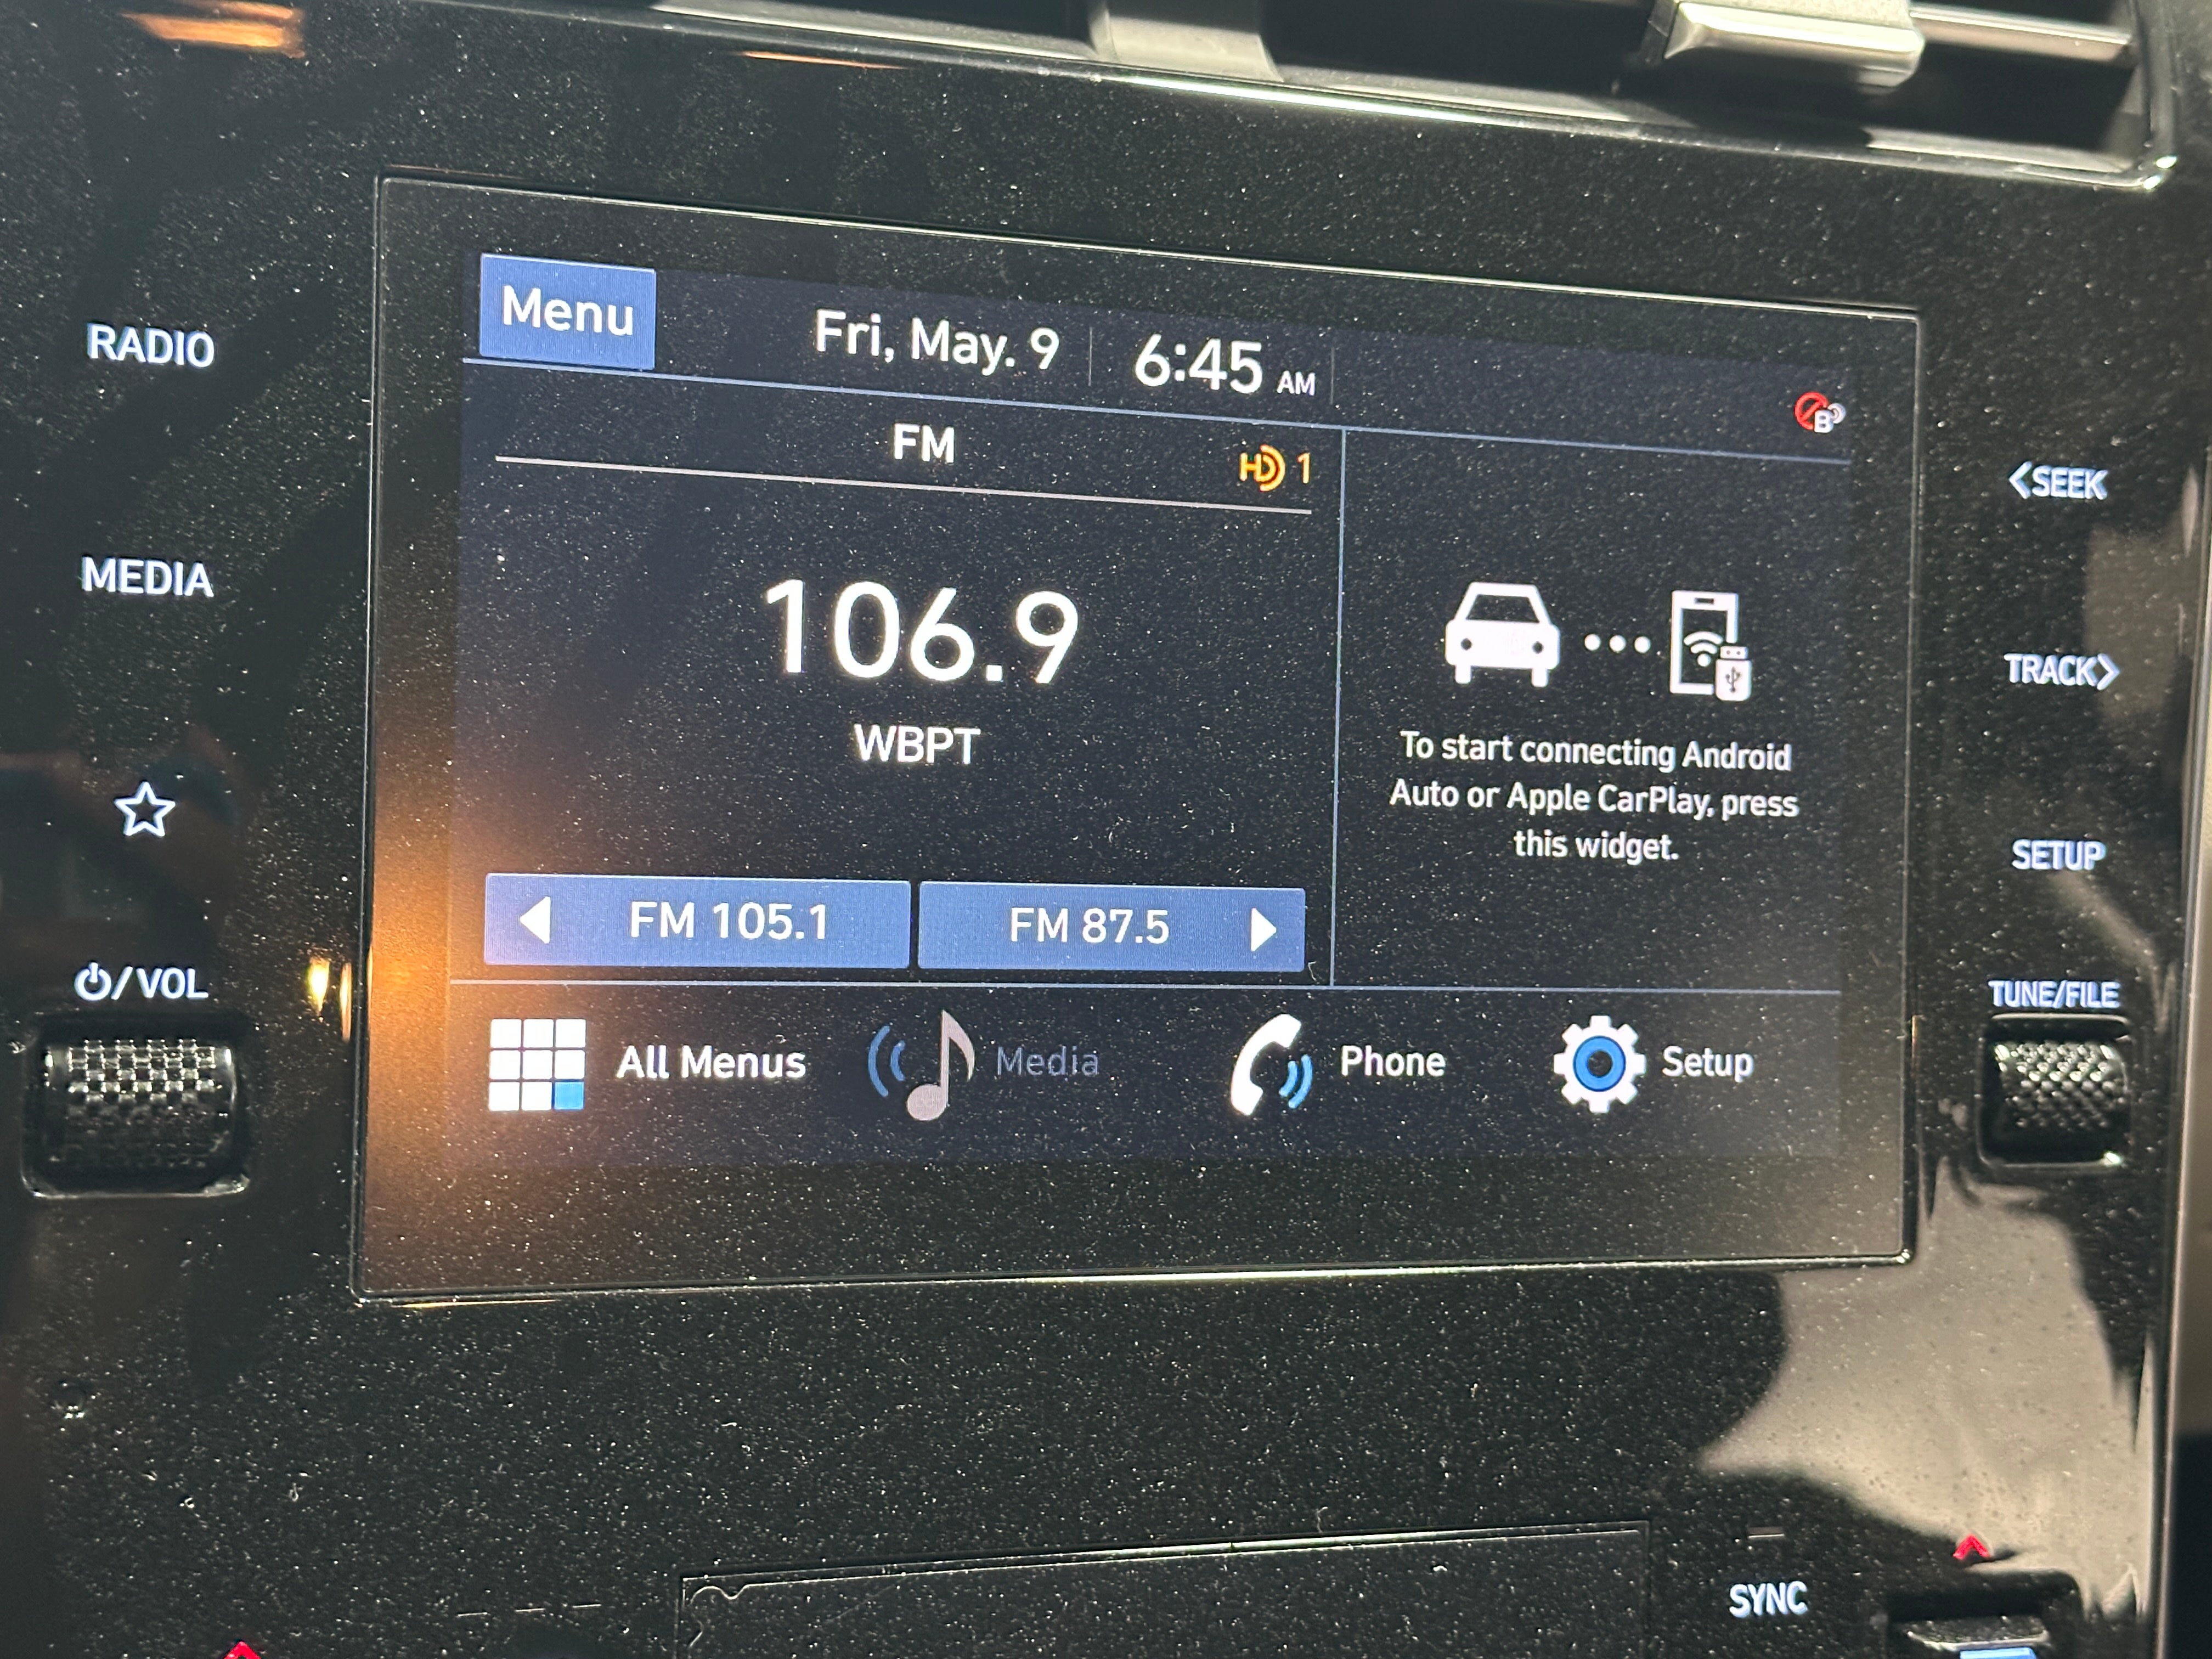 Menu
Fri, May. 9
6:45 AM
B
FM
HD 1
106.9
WBPT
FM 105.1
FM 87.5
To start connecting Android
Auto or Apple CarPlay, press
this widget.
All Menus
Media
Phone
Setup
RADIO
MEDIA
/ VOL
<SEEK
TRACK>
SETUP
TUNE/FILE
SYNC